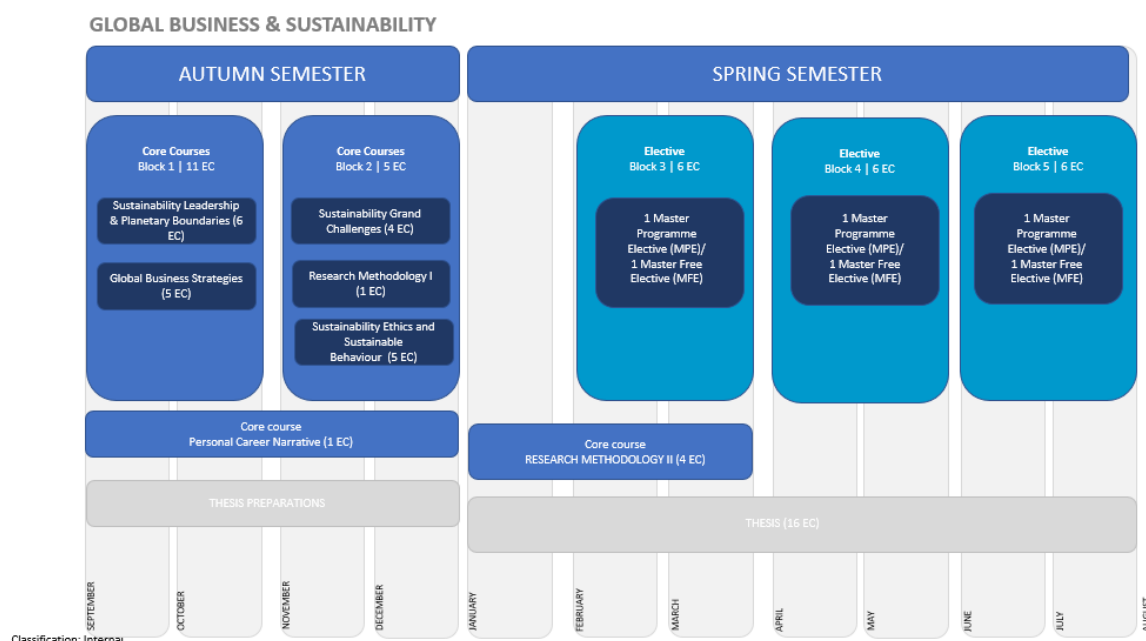 GLOBAL BUSINESS & SUSTAINABILITY
AUTUMN SEMESTER
SPRING SEMESTER
Core Courses
Block 1 | 11 EC
Sustainability Leadership
& Planetary Boundaries (6
EC)
Global Business Strategies
(5 EC)
Core Courses
Block 2 | 5 EC
Sustainability Grand
Challenges (4 EC)
Research Methodology I
(1 EC)
Sustainability Ethics and
Sustainable
Behaviour (5 EC)
Elective
Block 3 | 6 EC
1 Master
Programme
Elective (MPE)/
1 Master Free
Elective (MFE)
Elective
Block 4 | 6 EC
1 Master
Programme
Elective (MPE)/
1 Master Free
Elective (MFE)
Elective
Block 5 | 6 EC
1 Master
Programme
Elective (MPE)/
1 Master Free
Elective (MFE)
Core course
Personal Career Narrative (1 EC)
Core course
RESEARCH METHODOLOGY II (4 EC)
THESIS PREPARATIONS
THESIS (16 EC)
SEPTEMBER
OCTOBER
NOVEMBER
DECEMBER
JANUARY
FEBRUARY
MARCH
APRIL
MAY
JUNE
JULY
AUGUST
Classification: Internal